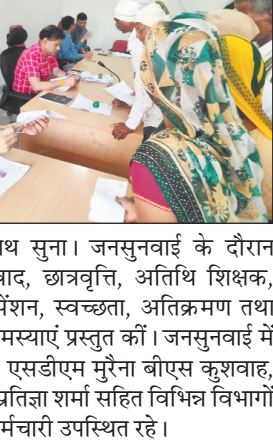 थ सुना। जनसुनवाई के दौरान
वाद, छात्रवृत्ति, अतिथि शिक्षक,
पेंशन, स्वच्छता, अतिक्रमण तथा
मस्याएं प्रस्तुत कीं। जनसुनवाई में
एसडीएम मुरैना बीएस कुशवाह,
प्रतिज्ञा शर्मा सहित विभिन्न विभागों
र्मचारी उपस्थित रहे।